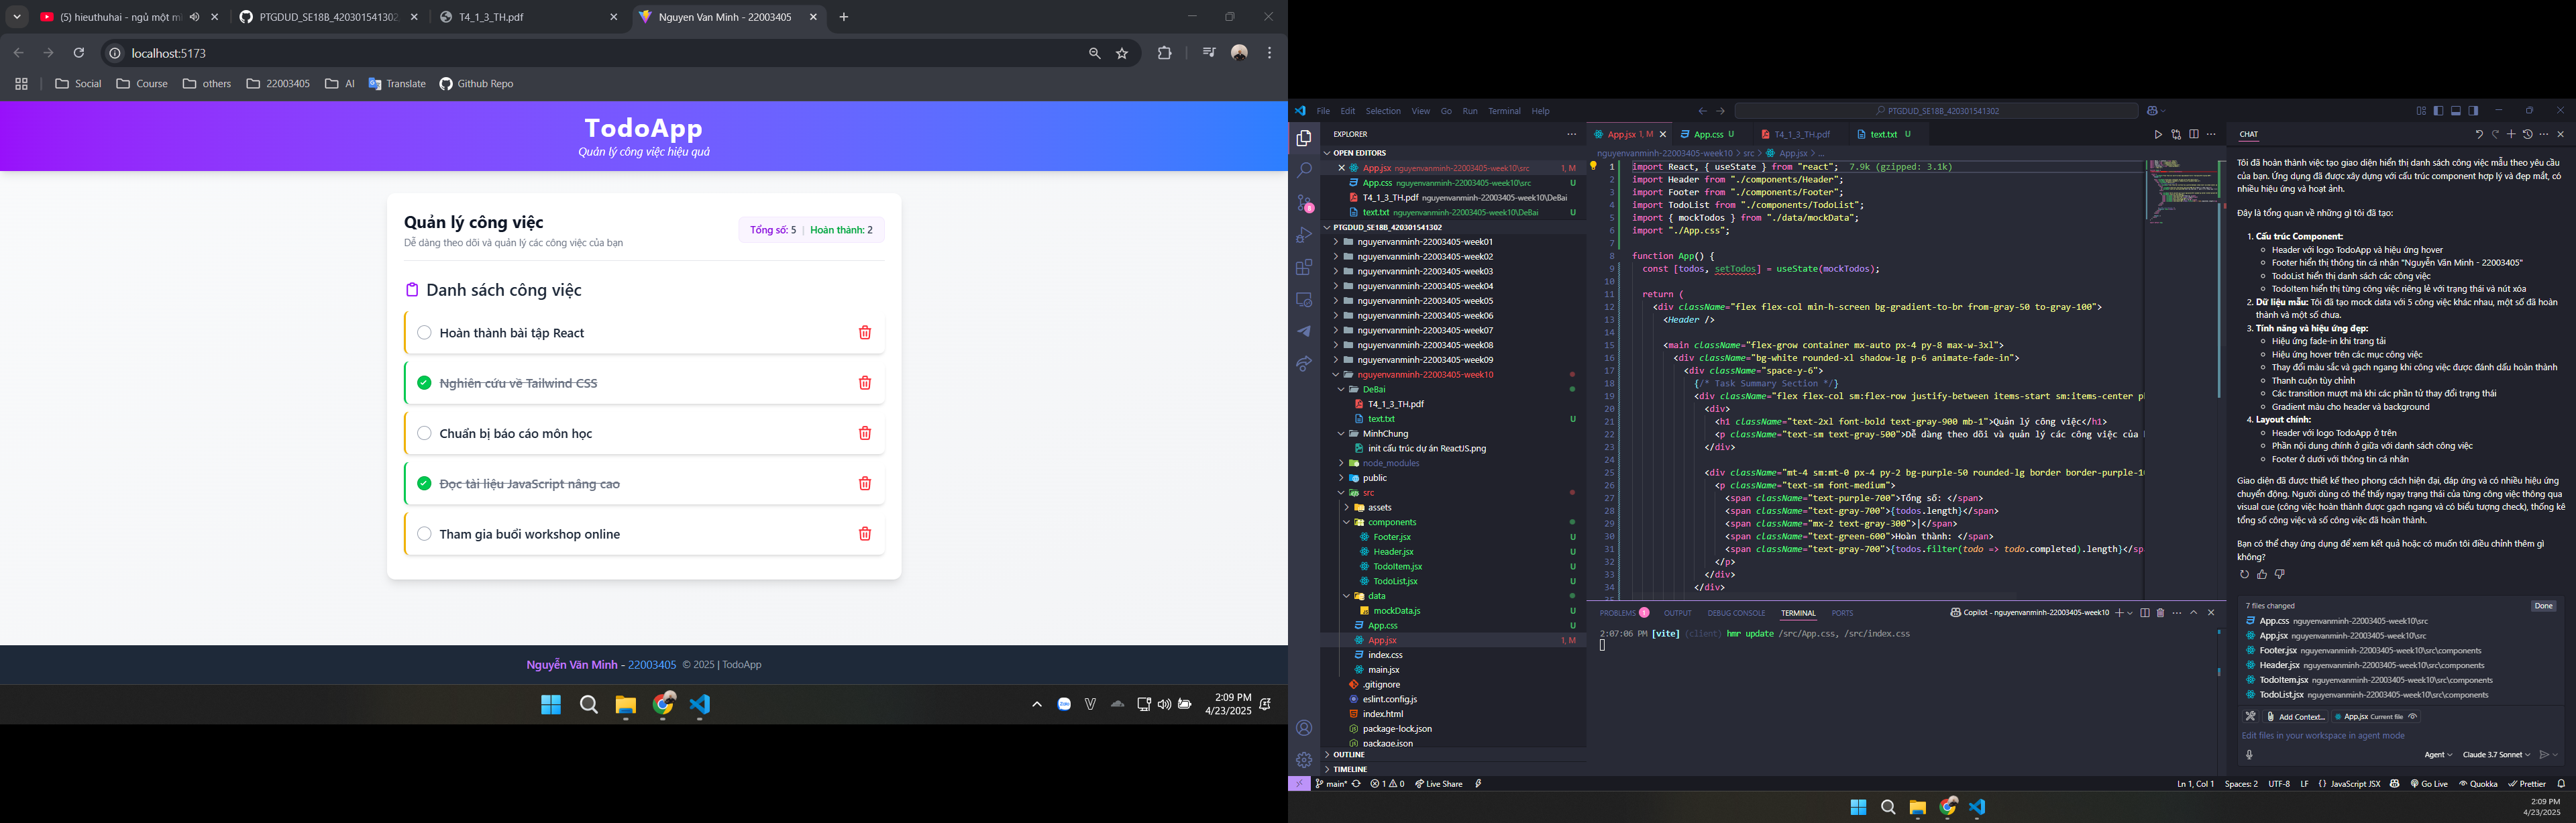 (5) hieuthuhai - ngủ một mì
PTGDUD_SE18B_420301541302
T4_1_3_TH.pdf
Nguyen Van Minh - 22003405
localhost:5173
Social
Course
others
22003405
AI
Translate
Github Repo
TodoApp
Quản lý công việc hiệu quả
Quản lý công việc
Dễ dàng theo dõi và quản lý các công việc của bạn
Tổng số: 5 | Hoàn thành: 2
Danh sách công việc
Hoàn thành bài tập React
Nghiên cứu về Tailwind CSS
Chuẩn bị báo cáo môn học
Đọc tài liệu JavaScript nâng cao
Tham gia buổi workshop online
Nguyễn Văn Minh - 22003405 © 2025 | TodoApp
2:09 PM
4/23/2025
File Edit Selection View Go Run Terminal Help
PTGDUD_SE18B_420301541302
EXPLORER
OPEN EDITORS
App.jsx nguyenvanminh-22003405-week10\src 1, M
App.css nguyenvanminh-22003405-week10\src U
T4_1_3_TH.pdf nguyenvanminh-22003405-week10\DeBai
text.txt nguyenvanminh-22003405-week10\DeBai U
PTGDUD_SE18B_420301541302
nguyenvanminh-22003405-week01
nguyenvanminh-22003405-week02
nguyenvanminh-22003405-week03
nguyenvanminh-22003405-week04
nguyenvanminh-22003405-week05
nguyenvanminh-22003405-week06
nguyenvanminh-22003405-week07
nguyenvanminh-22003405-week08
nguyenvanminh-22003405-week09
nguyenvanminh-22003405-week10
DeBai
T4_1_3_TH.pdf
text.txt U
MinhChung
init cấu trúc dự án ReactJS.png
node_modules
public
src
assets
components
Footer.jsx U
Header.jsx U
TodoItem.jsx U
TodoList.jsx U
data
mockData.js U
App.css U
App.jsx 1, M
index.css
main.jsx
.gitignore
eslint.config.js
index.html
package-lock.json
package.json
OUTLINE
TIMELINE
App.jsx 1, M
App.css U
T4_1_3_TH.pdf
text.txt U
nguyenvanminh-22003405-week10 > src > App.jsx > ...
1 import React, { useState } from "react"; 7.9k (gzipped: 3.1k)
2 import Header from "./components/Header";
3 import Footer from "./components/Footer";
4 import TodoList from "./components/TodoList";
5 import { mockTodos } from "./data/mockData";
6 import "./App.css";
7
8 function App() {
9 const [todos, setTodos] = useState(mockTodos);
10
11 return (
12 <div className="flex flex-col min-h-screen bg-gradient-to-br from-gray-50 to-gray-100">
13 <Header />
14
15 <main className="flex-grow container mx-auto px-4 py-8 max-w-3xl">
16 <div className="bg-white rounded-xl shadow-lg p-6 animate-fade-in">
17 <div className="space-y-6">
18 {/* Task Summary Section */}
19 <div className="flex flex-col sm:flex-row justify-between items-start sm:items-center
20 <div>
21 <h1 className="text-2xl font-bold text-gray-900 mb-1">Quản lý công việc</h1>
22 <p className="text-sm text-gray-500">Dễ dàng theo dõi và quản lý các công việc của
23 </div>
24
25 <div className="mt-4 sm:mt-0 px-4 py-2 bg-purple-50 rounded-lg border border-purple-1
26 <p className="text-sm font-medium">
27 <span className="text-purple-700">Tổng số: </span>
28 <span className="text-gray-700">{todos.length}</span>
29 <span className="mx-2 text-gray-300">|</span>
30 <span className="text-green-600">Hoàn thành: </span>
31 <span className="text-gray-700">{todos.filter(todo => todo.completed).length}</sp
32 </p>
33 </div>
34 </div>
PROBLEMS 1 OUTPUT DEBUG CONSOLE TERMINAL PORTS
Copilot - nguyenvanminh-22003405-week10
2:07:06 PM [vite] (client) hmr update /src/App.css, /src/index.css
CHAT
Tôi đã hoàn thành việc tạo giao diện hiển thị danh sách công việc mẫu theo yêu cầu
của bạn. Ứng dụng đã được xây dựng với cấu trúc component hợp lý và đẹp mắt, có
nhiều hiệu ứng và hoạt ảnh.
Đây là tổng quan về những gì tôi đã tạo:
1. Cấu trúc Component:
Header với logo TodoApp và hiệu ứng hover
Footer hiển thị thông tin cá nhân "Nguyễn Văn Minh - 22003405"
TodoList hiển thị danh sách các công việc
TodoItem hiển thị từng công việc riêng lẻ với trạng thái và nút xóa
2. Dữ liệu mẫu: Tôi đã tạo mock data với 5 công việc khác nhau, một số đã hoàn
thành và một số chưa.
3. Tính năng và hiệu ứng đẹp:
Hiệu ứng fade-in khi trang tải
Hiệu ứng hover trên các mục công việc
Thay đổi màu sắc và gạch ngang khi công việc được đánh dấu hoàn thành
Thanh cuộn tùy chỉnh
Các transition mượt mà khi các phần tử thay đổi trạng thái
Gradient màu cho header và background
4. Layout chính:
Header với logo TodoApp ở trên
Phần nội dung chính ở giữa với danh sách công việc
Footer ở dưới với thông tin cá nhân
Giao diện đã được thiết kế theo phong cách hiện đại, đáp ứng và có nhiều hiệu ứng
chuyển động. Người dùng có thể thấy ngay trạng thái của từng công việc thông qua
visual cue (công việc hoàn thành được gạch ngang và có biểu tượng check), thống kê
tổng số công việc và số công việc đã hoàn thành.
Bạn có thể chạy ứng dụng để xem kết quả hoặc có muốn tôi điều chỉnh thêm gì
không?
7 files changed Done
App.css nguyenvanminh-22003405-week10\src
App.jsx nguyenvanminh-22003405-week10\src
Footer.jsx nguyenvanminh-22003405-week10\src\components
Header.jsx nguyenvanminh-22003405-week10\src\components
TodoItem.jsx nguyenvanminh-22003405-week10\src\components
TodoList.jsx nguyenvanminh-22003405-week10\src\components
Add Context... App.jsx Current file
Edit files in your workspace in agent mode
Agent Claude 3.7 Sonnet
main* 1 0 Live Share
Ln 1, Col 1 Spaces: 2 UTF-8 LF { } JavaScript JSX Go Live Quokka Prettier
2:09 PM
4/23/2025